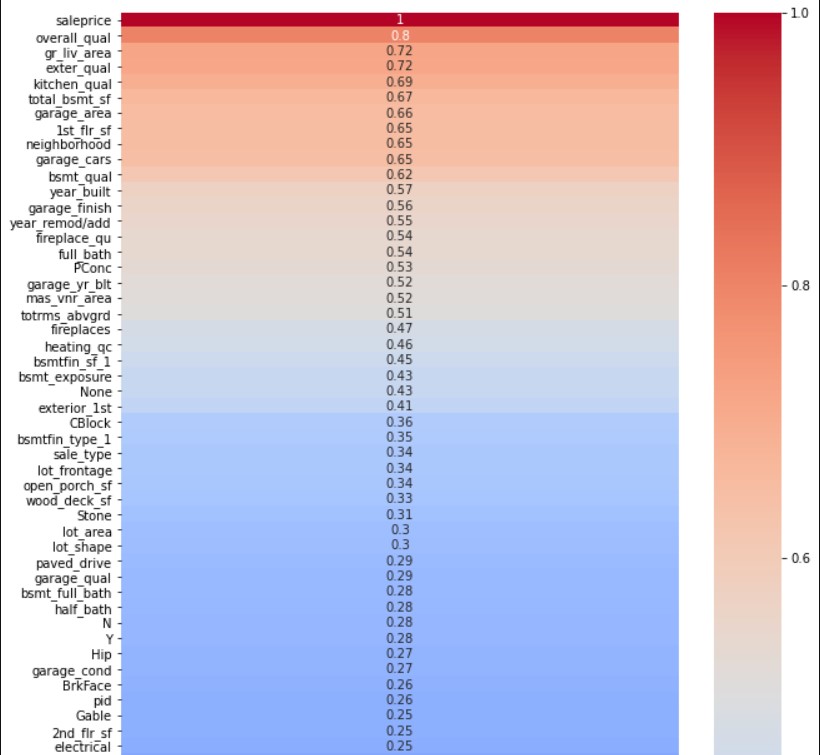 saleprice 1 1.0
overall_qual 0.8
gr_liv_area 0.72
exter_qual 0.72
kitchen_qual 0.69
total_bsmt_sf 0.67
garage_area 0.66
1st_flr_sf 0.65
neighborhood 0.65
garage_cars 0.65
bsmt_qual 0.62
year_built 0.57
garage_finish 0.56
year_remod/add 0.55
fireplace_qu 0.54
full_bath 0.54
PConc 0.53
garage_yr_blt 0.52 0.8
mas_vnr_area 0.52
totrms_abvgrd 0.51
fireplaces 0.47
heating_qc 0.46
bsmtfin_sf_1 0.45
bsmt_exposure 0.43
None 0.43
exterior_1st 0.41
CBlock 0.36
bsmtfin_type_1 0.35
sale_type 0.34
lot_frontage 0.34
open_porch_sf 0.34
wood_deck_sf 0.33
Stone 0.31
lot_area 0.3
lot_shape 0.3
paved_drive 0.29 0.6
garage_qual 0.29
bsmt_full_bath 0.28
half_bath 0.28
N 0.28
Y 0.28
Hip 0.27
garage_cond 0.27
BrkFace 0.26
pid 0.26
Gable 0.25
2nd_flr_sf 0.25
electrical 0.25